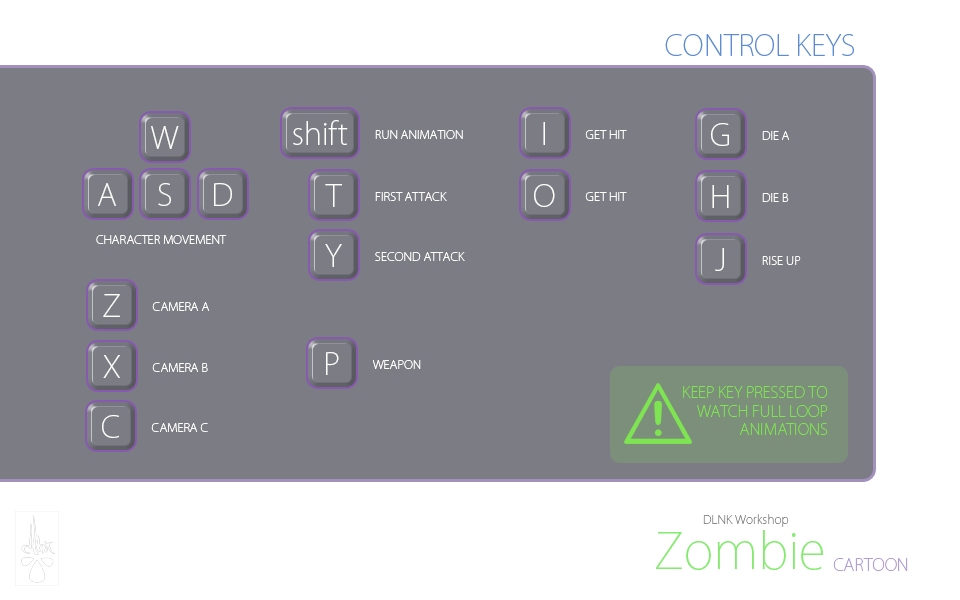 CONTROL KEYS
W
A S D
CHARACTER MOVEMENT
Z CAMERA A
X CAMERA B
C CAMERA C
shift RUN ANIMATION
T FIRST ATTACK
Y SECOND ATTACK
P WEAPON
I GET HIT
O GET HIT
G DIE A
H DIE B
J RISE UP
KEEP KEY PRESSED TO
WATCH FULL LOOP
ANIMATIONS
DLNK Workshop
Zombie CARTOON